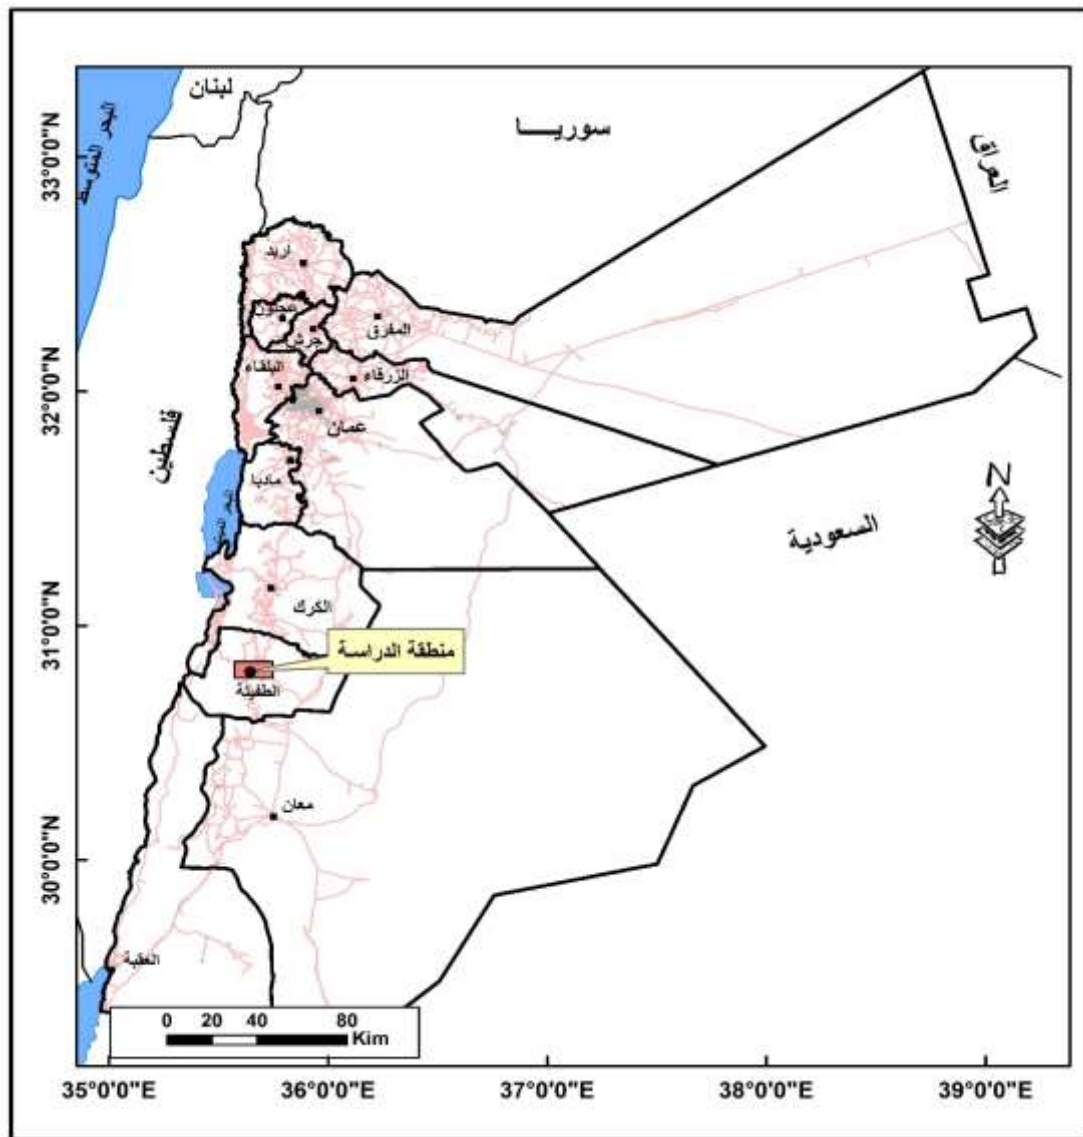 لبنان
سوريـــــا
العراق
البحر المتوسط
33°0'0"N
اربد
عجلون
جرش
المفرق
البلقاء
الزرقاء
32°0'0"N
عمان
فلسطين
مادبا
السعودية
N
الكرك
31°0'0"N
منطقة الدراسة
الطفيلة
معان
30°0'0"N
العقبة
0 20 40 80
Kim
35°0'0"E 36°0'0"E 37°0'0"E 38°0'0"E 39°0'0"E